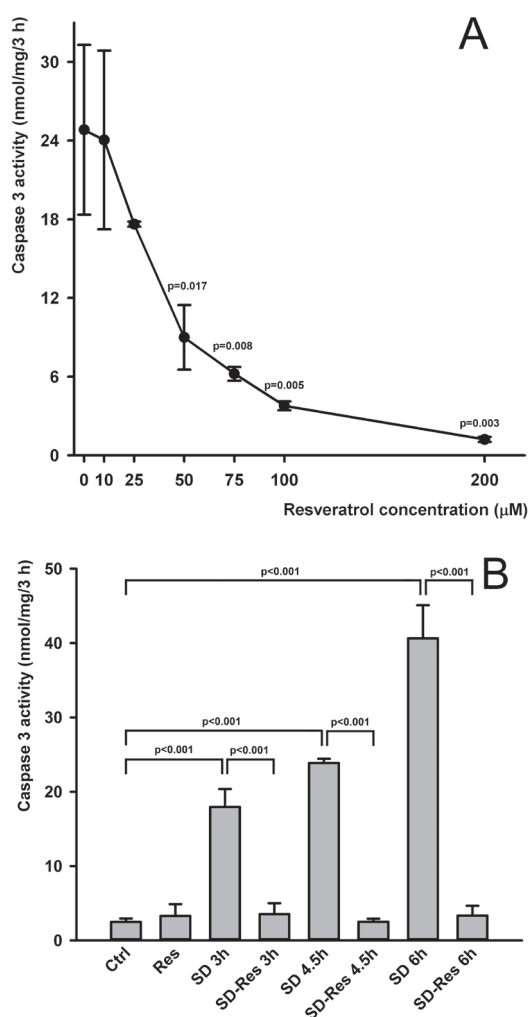 A
Caspase 3 activity (nmol/mg/3 h)
30
24
18
12
6
0
p=0.017
p=0.008
p=0.005
p=0.003
0 10 25 50 75 100 200
Resveratrol concentration (μM)
B
Caspase 3 activity (nmol/mg/3 h)
50
40
30
20
10
0
p<0.001
p<0.001
p<0.001
p<0.001
p<0.001
p<0.001
Ctrl
Res
SD 3h
SD-Res 3h
SD 4.5h
SD-Res 4.5h
SD 6h
SD-Res 6h